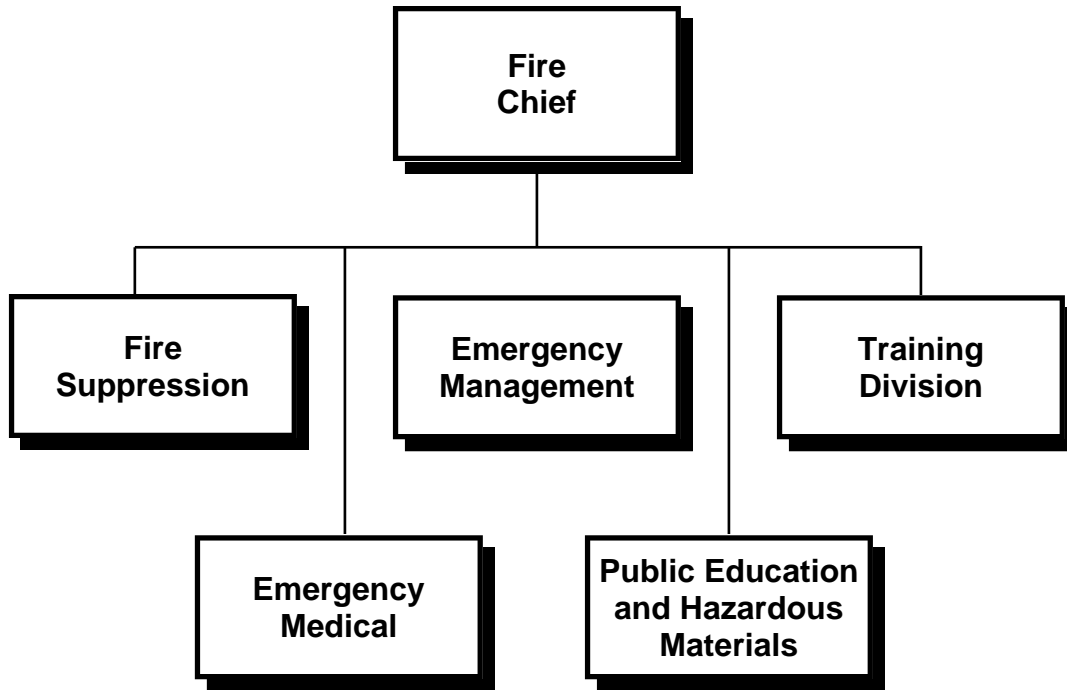 Fire
Chief
Fire
Suppression
Emergency
Management
Training
Division
Emergency
Medical
Public Education
and Hazardous
Materials